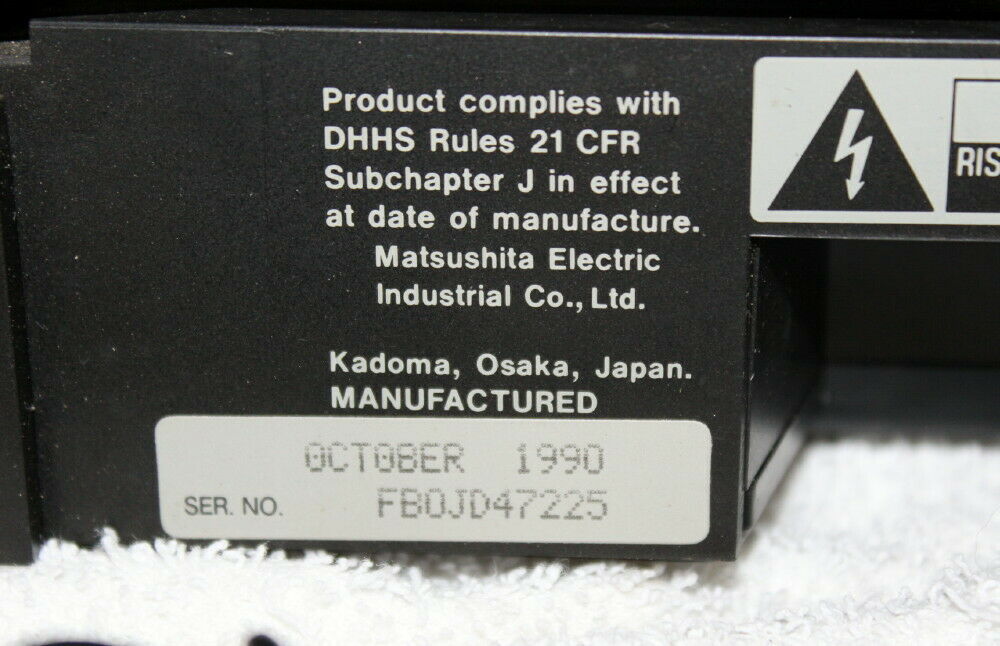 Product complies with
DHHS Rules 21 CFR
Subchapter J in effect
at date of manufacture.
Matsushita Electric
Industrial Co., Ltd.
Kadoma, Osaka, Japan.
MANUFACTURED
OCTOBER 1990
SER. NO. FB0JD47225
RIS